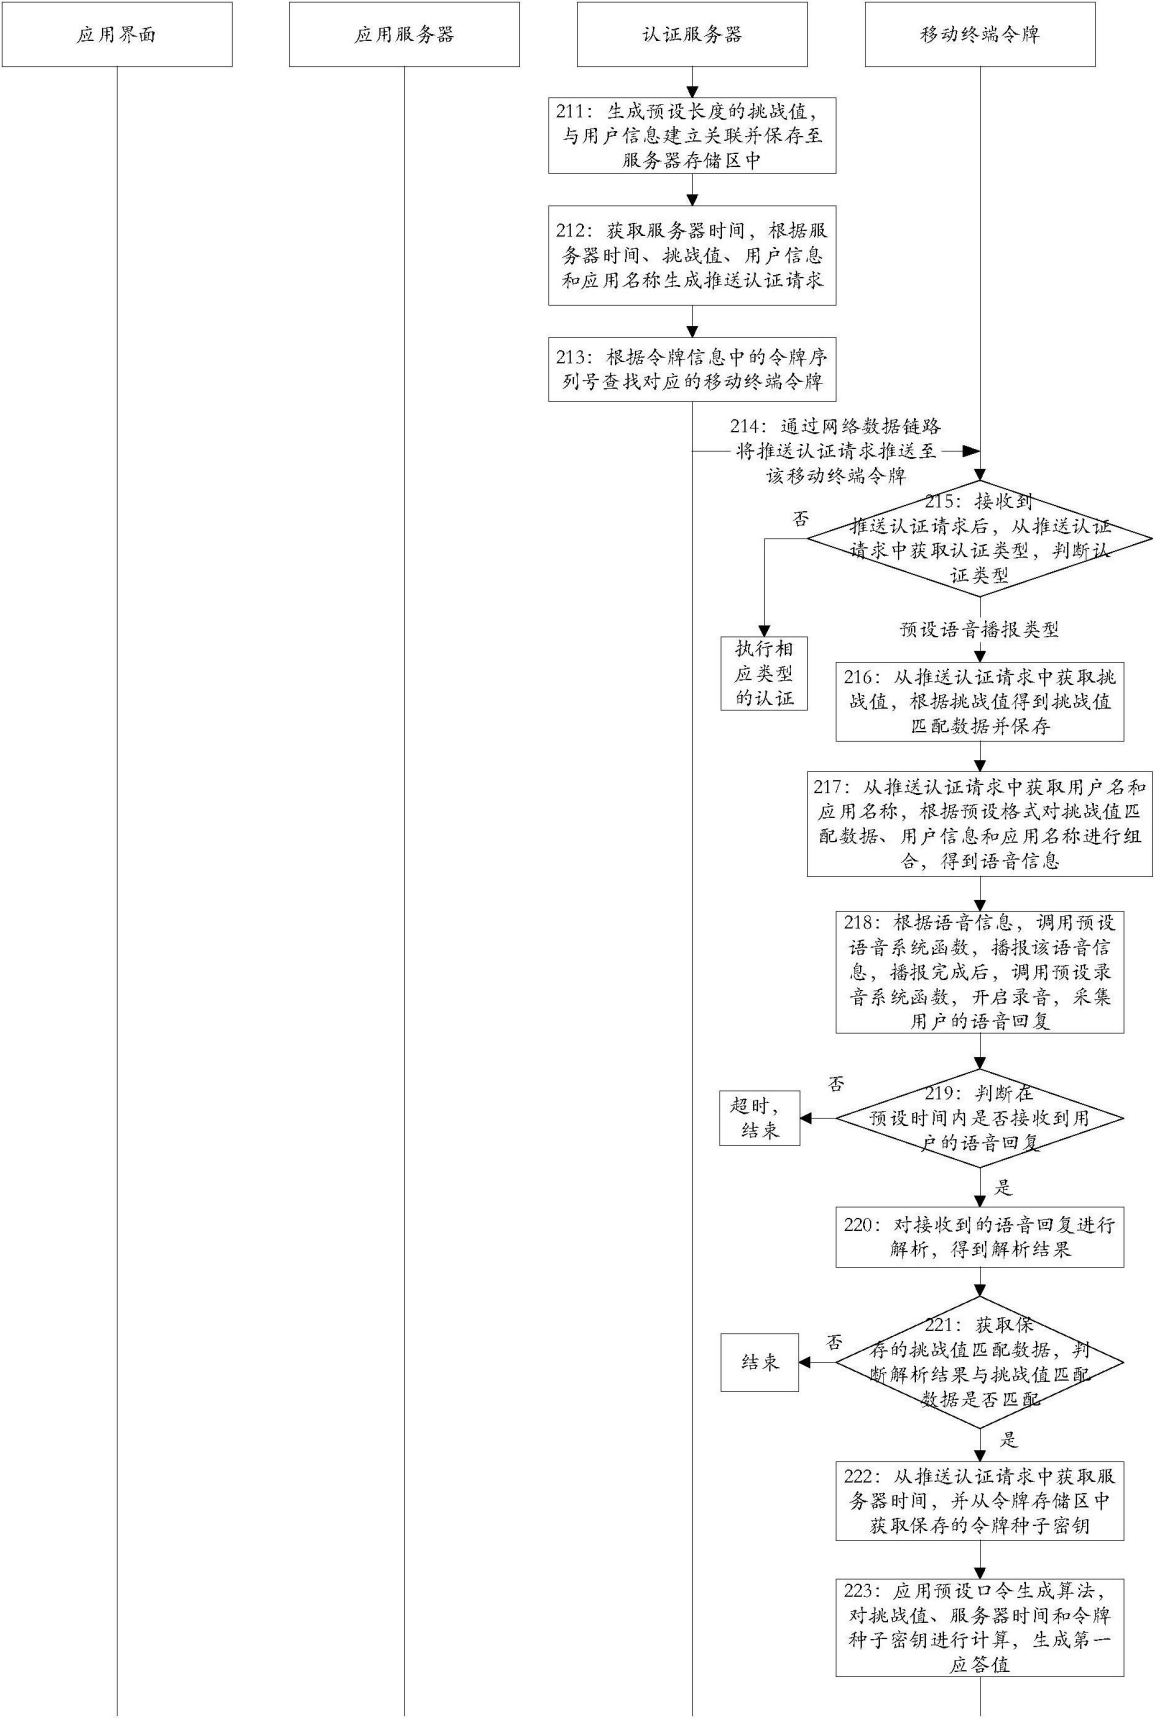 应用界面
应用服务器
认证服务器
移动终端令牌
211：生成预设长度的挑战值，
与用户信息建立关联并保存至
服务器存储区中
212：获取服务器时间，根据服
务器时间、挑战值、用户信息
和应用名称生成推送认证请求
213：根据令牌信息中的令牌序
列号查找对应的移动终端令牌
214：通过网络数据链路
将推送认证请求推送至
该移动终端令牌
215：接收到
推送认证请求后，从推送认证
请求中获取认证类型，判断认
证类型
否
预设语音播报类型
执行相
应类型
的认证
216：从推送认证请求中获取挑
战值，根据挑战值得到挑战值
匹配数据并保存
217：从推送认证请求中获取用户名和
应用名称，根据预设格式对挑战值匹
配数据、用户信息和应用名称进行组
合，得到语音信息
218：根据语音信息，调用预设
语音系统函数，播报该语音信
息，播报完成后，调用预设录
音系统函数，开启录音，采集
用户的语音回复
219：判断在
预设时间内是否接收到用
户的语音回复
否
超时，
结束
是
220：对接收到的语音回复进行
解析，得到解析结果
221：获取保
存的挑战值匹配数据，判
断解析结果与挑战值匹配
数据是否匹配
否
结束
是
222：从推送认证请求中获取服
务器时间，并从令牌存储区中
获取保存的令牌种子密钥
223：应用预设口令生成算法，
对挑战值、服务器时间和令牌
种子密钥进行计算，生成第一
应答值